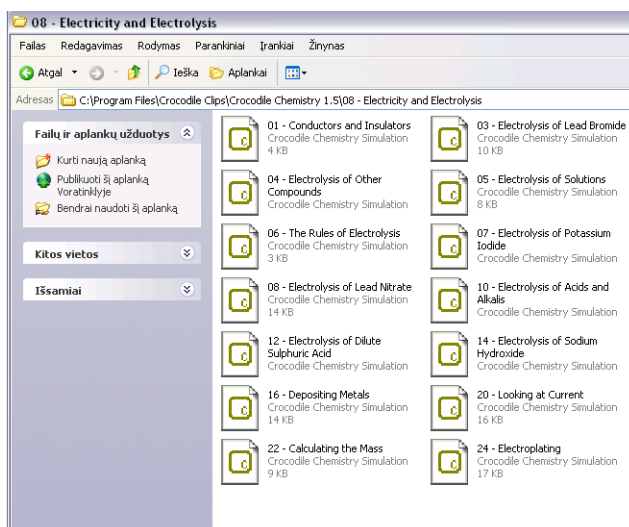 08 - Electricity and Electrolysis
Failas Redagavimas Rodymas Parankiniai Įrankiai Žinynas
Atgal Ieška Aplankai
Adresas C:\Program Files\Crocodile Clips\Crocodile Chemistry 1.5\08 - Electricity and Electrolysis
Failų ir aplankų užduotys
Kurti naują aplanką
Publikuoti šį aplanką
Voratinklyje
Bendrai naudoti šį aplanką
Kitos vietos
Išsamiai
01 - Conductors and Insulators
Crocodile Chemistry Simulation
4 KB
03 - Electrolysis of Lead Bromide
Crocodile Chemistry Simulation
10 KB
04 - Electrolysis of Other
Compounds
Crocodile Chemistry Simulation
05 - Electrolysis of Solutions
Crocodile Chemistry Simulation
8 KB
06 - The Rules of Electrolysis
Crocodile Chemistry Simulation
3 KB
07 - Electrolysis of Potassium
Iodide
Crocodile Chemistry Simulation
08 - Electrolysis of Lead Nitrate
Crocodile Chemistry Simulation
14 KB
10 - Electrolysis of Acids and
Alkalis
Crocodile Chemistry Simulation
12 - Electrolysis of Dilute
Sulphuric Acid
Crocodile Chemistry Simulation
14 - Electrolysis of Sodium
Hydroxide
Crocodile Chemistry Simulation
16 - Depositing Metals
Crocodile Chemistry Simulation
14 KB
20 - Looking at Current
Crocodile Chemistry Simulation
16 KB
22 - Calculating the Mass
Crocodile Chemistry Simulation
9 KB
24 - Electroplating
Crocodile Chemistry Simulation
17 KB